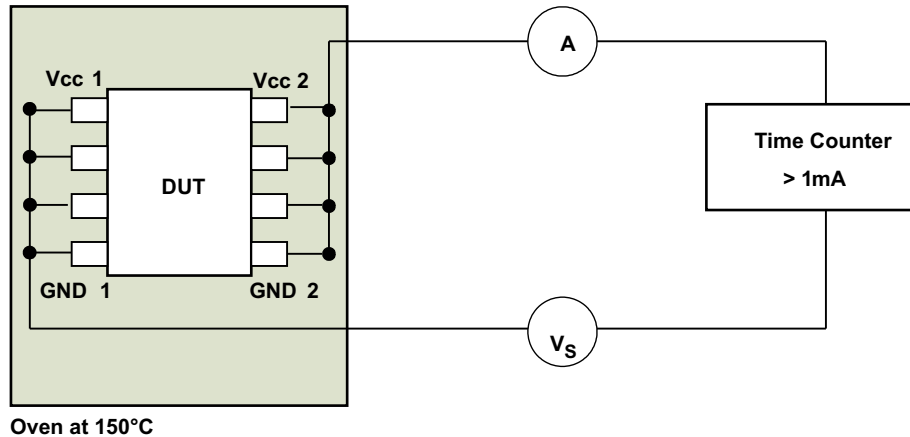 A
Vcc 1
Vcc 2
Time Counter
> 1mA
DUT
GND 1
GND 2
VS
Oven at 150°C